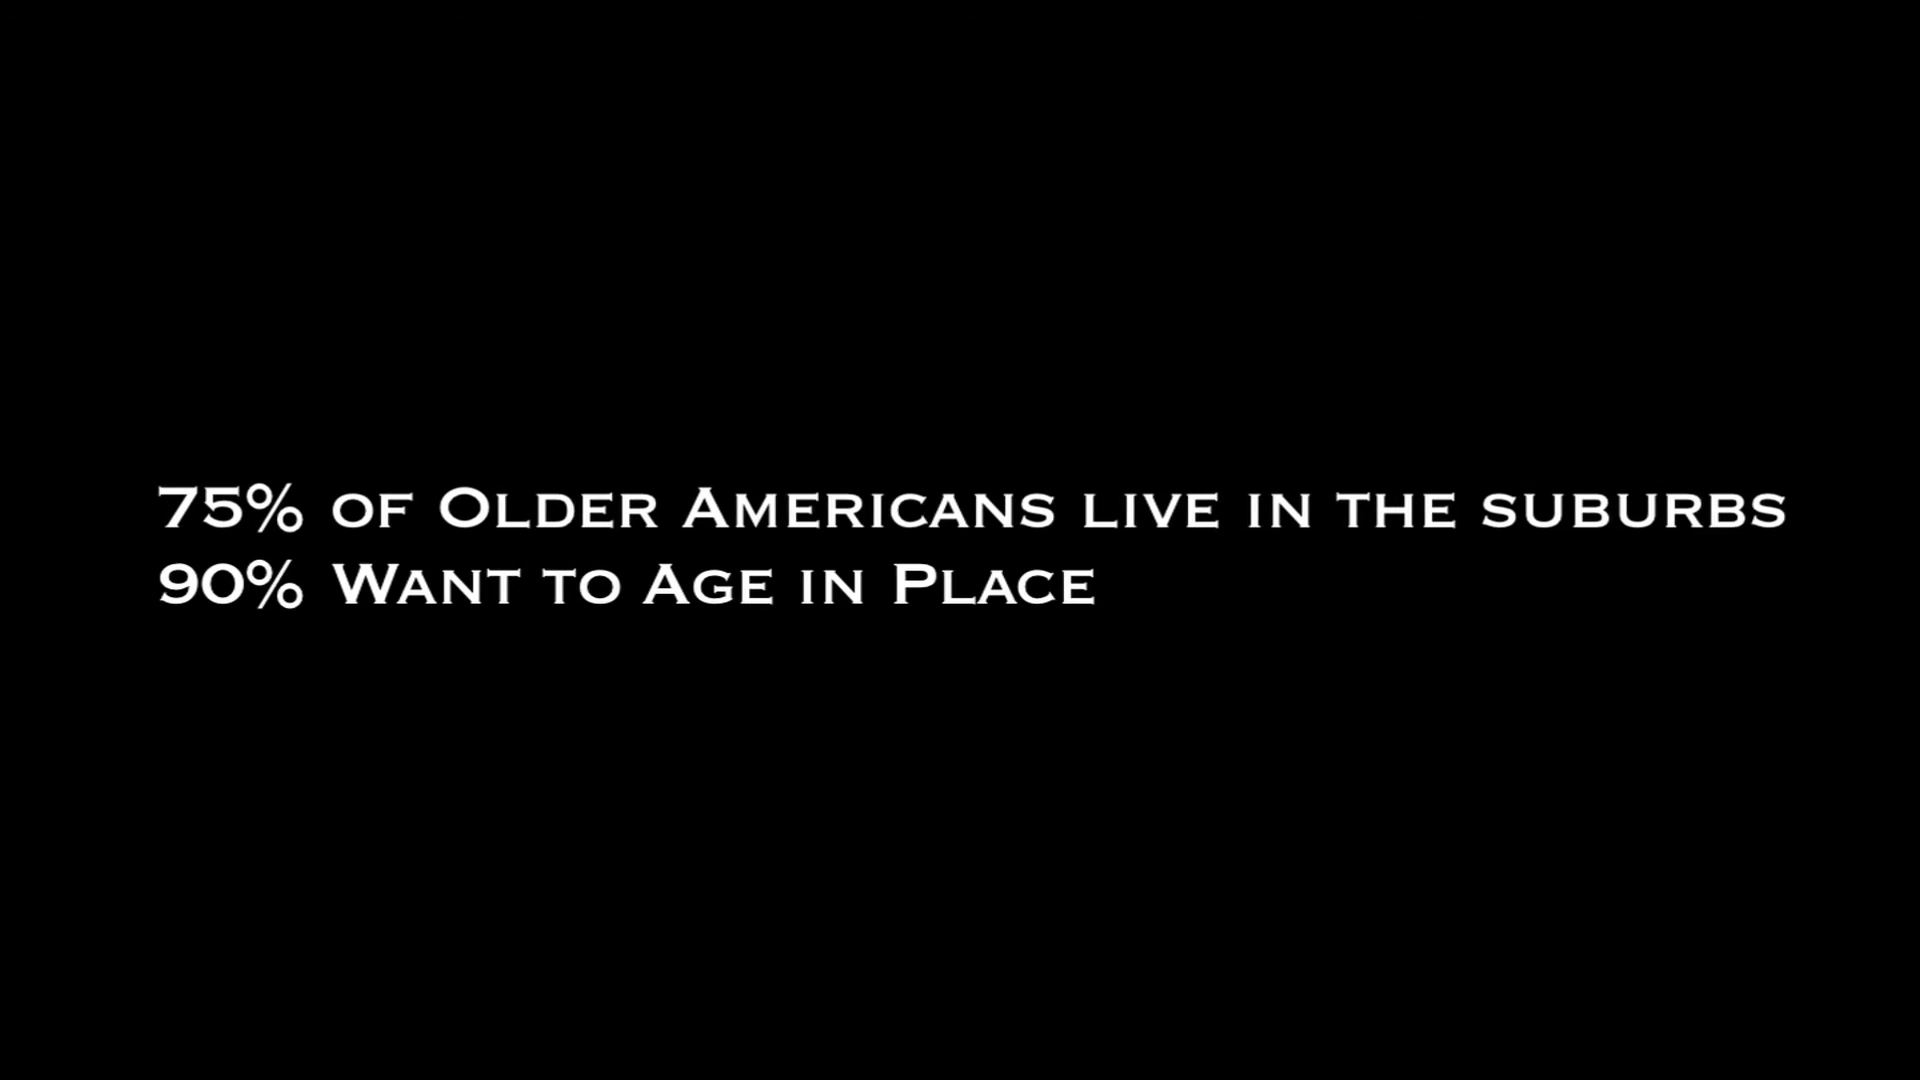 75% of Older Americans live in the suburbs
90% Want to Age in Place